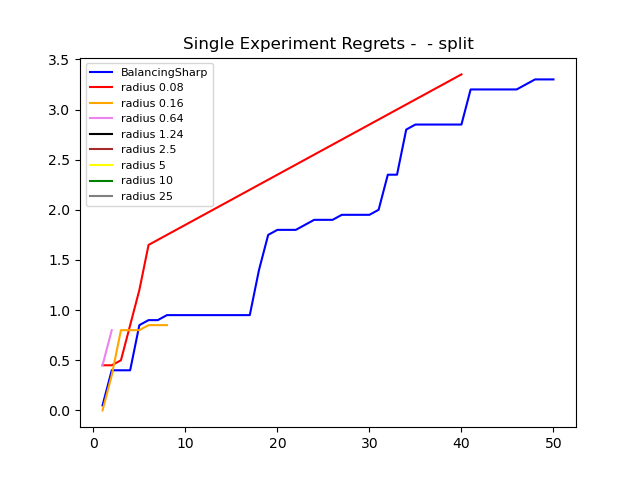 Single Experiment Regrets -  - split
BalancingSharp
radius 0.08
radius 0.16
radius 0.64
radius 1.24
radius 2.5
radius 5
radius 10
radius 25
3.5
3.0
2.5
2.0
1.5
1.0
0.5
0.0
0 10 20 30 40 50